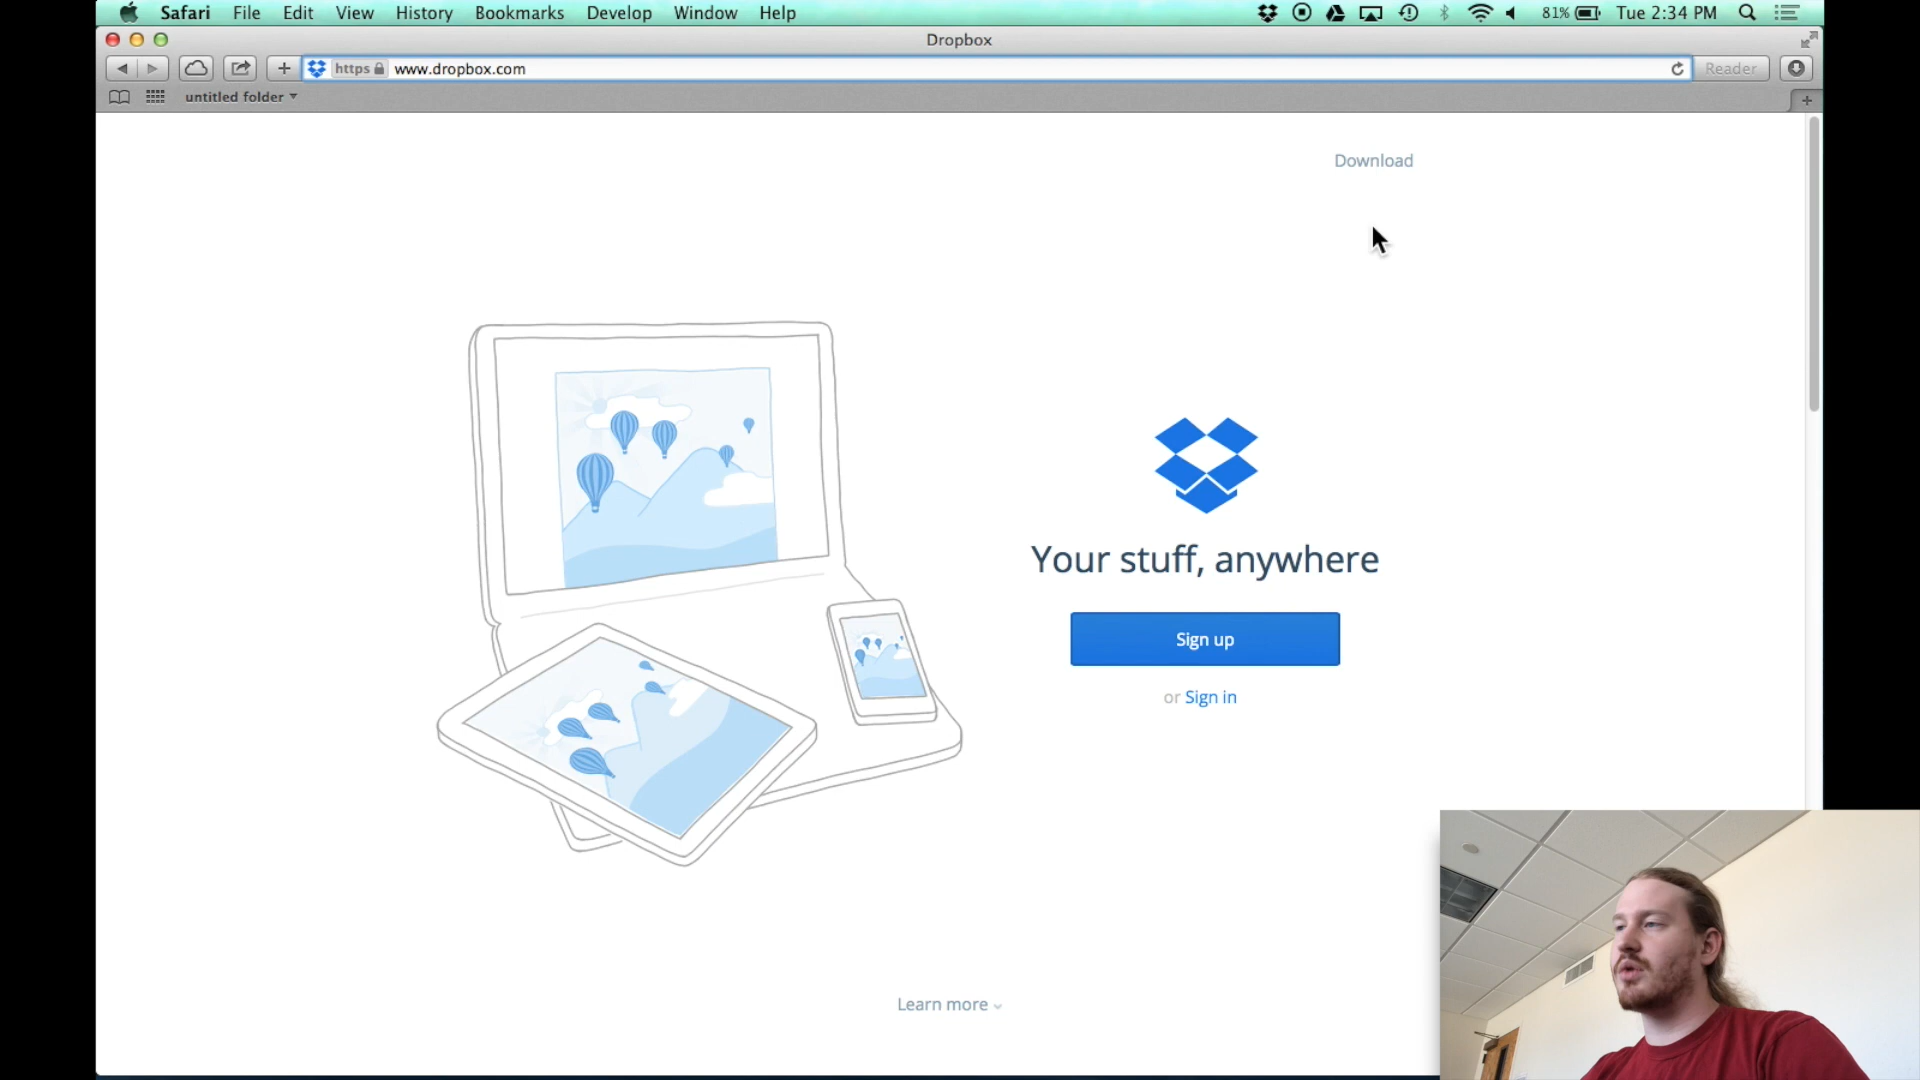 Safari File Edit View History Bookmarks Develop Window Help 81% Tue 2:34 PM
Dropbox
https www.dropbox.com Reader
untitled folder
Download
Your stuff, anywhere
Sign up
or Sign in
Learn more